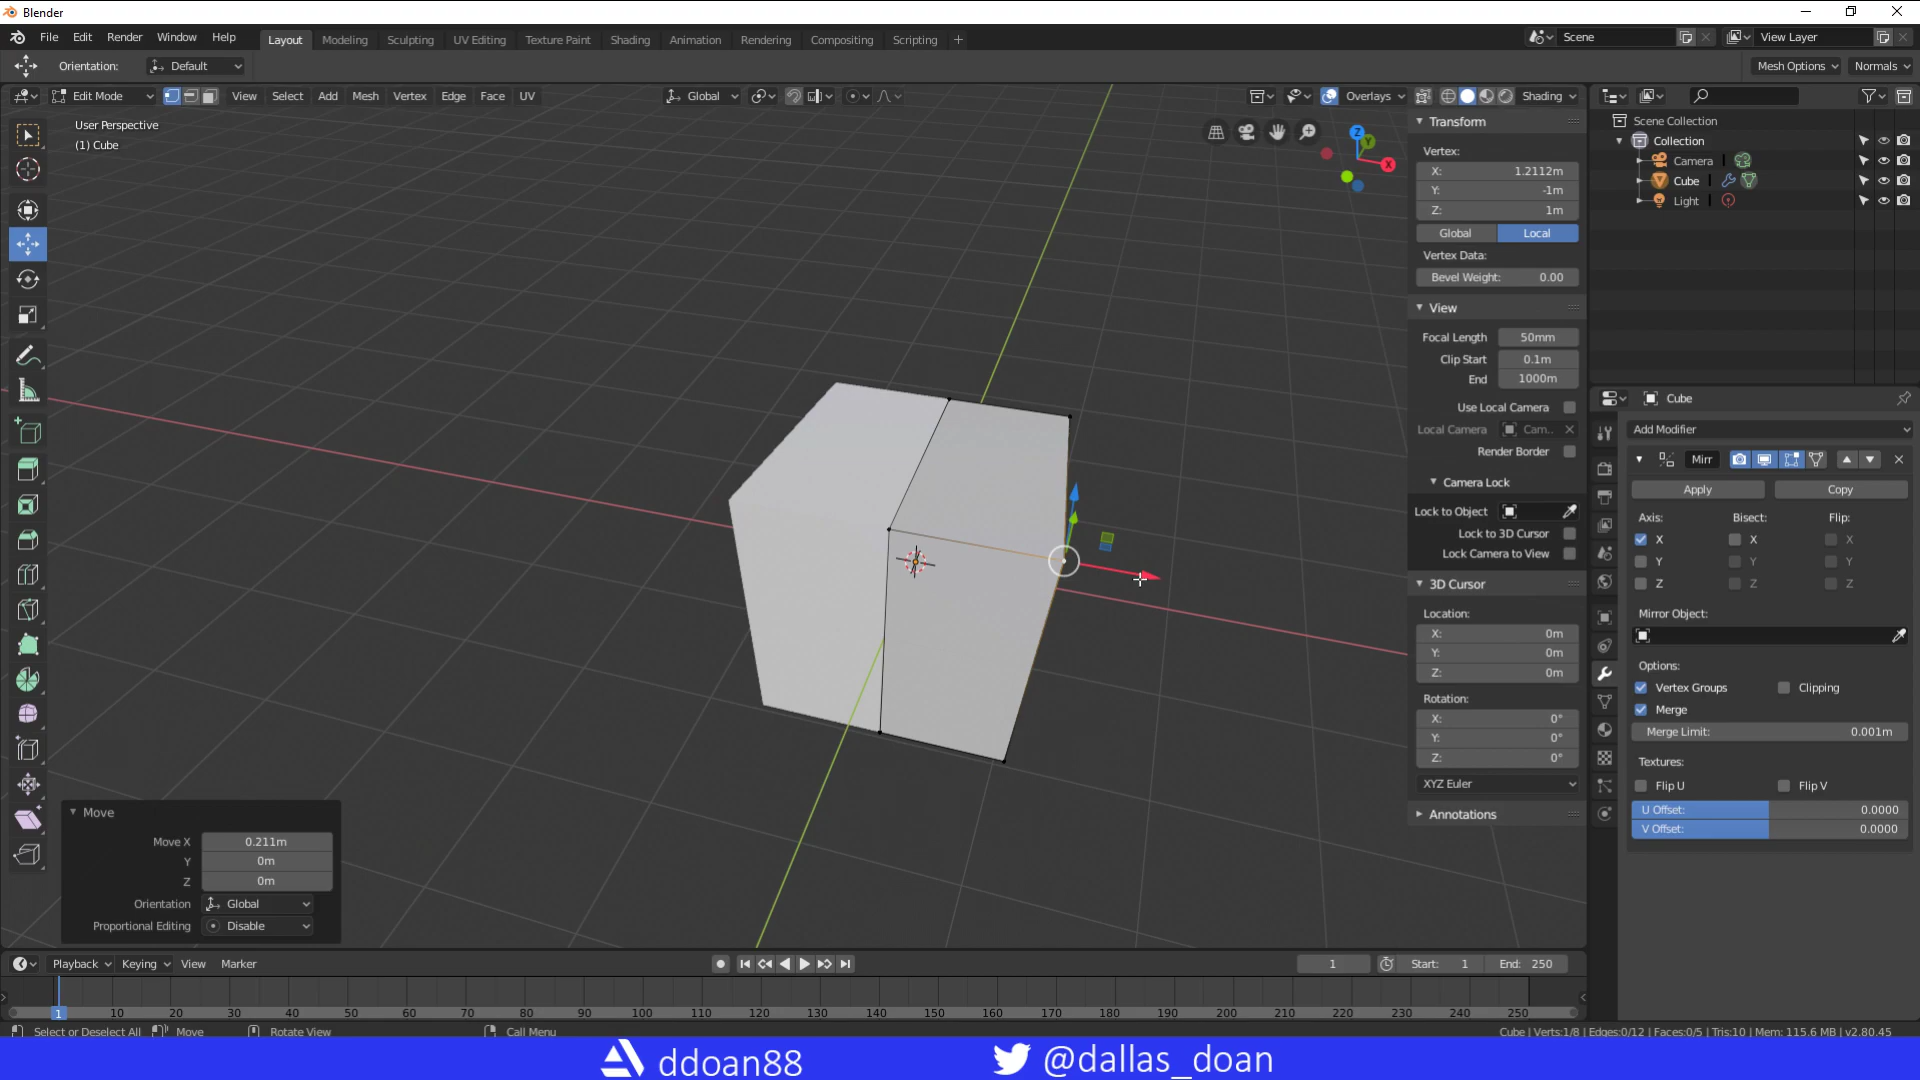 Blender
File Edit Render Window Help Layout Modeling Sculpting UV Editing Texture Paint Shading Animation Rendering Compositing Scripting + Scene View Layer
Orientation: Default Mesh Options Normals
Edit Mode View Select Add Mesh Vertex Edge Face UV Global Overlays Shading
User Perspective
(1) Cube
Z
Y
X
Transform
Vertex:
X: 1.2112m
Y: -1m
Z: 1m
Global Local
Vertex Data:
Bevel Weight: 0.00
View
Focal Length 50mm
Clip Start 0.1m
End 1000m
Use Local Camera
Local Camera Cam..
Render Border
Camera Lock
Lock to Object
Lock to 3D Cursor
Lock Camera to View
3D Cursor
Location:
X: 0m
Y: 0m
Z: 0m
Rotation:
X: 0°
Y: 0°
Z: 0°
XYZ Euler
Annotations
Scene Collection
Collection
Camera
Cube
Light
Cube
Add Modifier
Mirr
Apply Copy
Axis: Bisect: Flip:
X X X
Y Y Y
Z Z Z
Mirror Object:
Options:
Vertex Groups Clipping
Merge
Merge Limit: 0.001m
Textures:
Flip U Flip V
U Offset: 0.0000
V Offset: 0.0000
Move
Move X 0.211m
Y 0m
Z 0m
Orientation Global
Proportional Editing Disable
Playback Keying View Marker 1 Start: 1 End: 250
1 10 20 30 40 50 60 70 80 90 100 110 120 130 140 150 160 170 180 190 200 210 220 230 240 250
Select or Deselect All Move Rotate View Call Menu Cube | Verts:1/8 | Edges:0/12 | Faces:0/5 | Tris:10 | Mem: 115.6 MB | v2.80.45
ddoan88 @dallas_doan